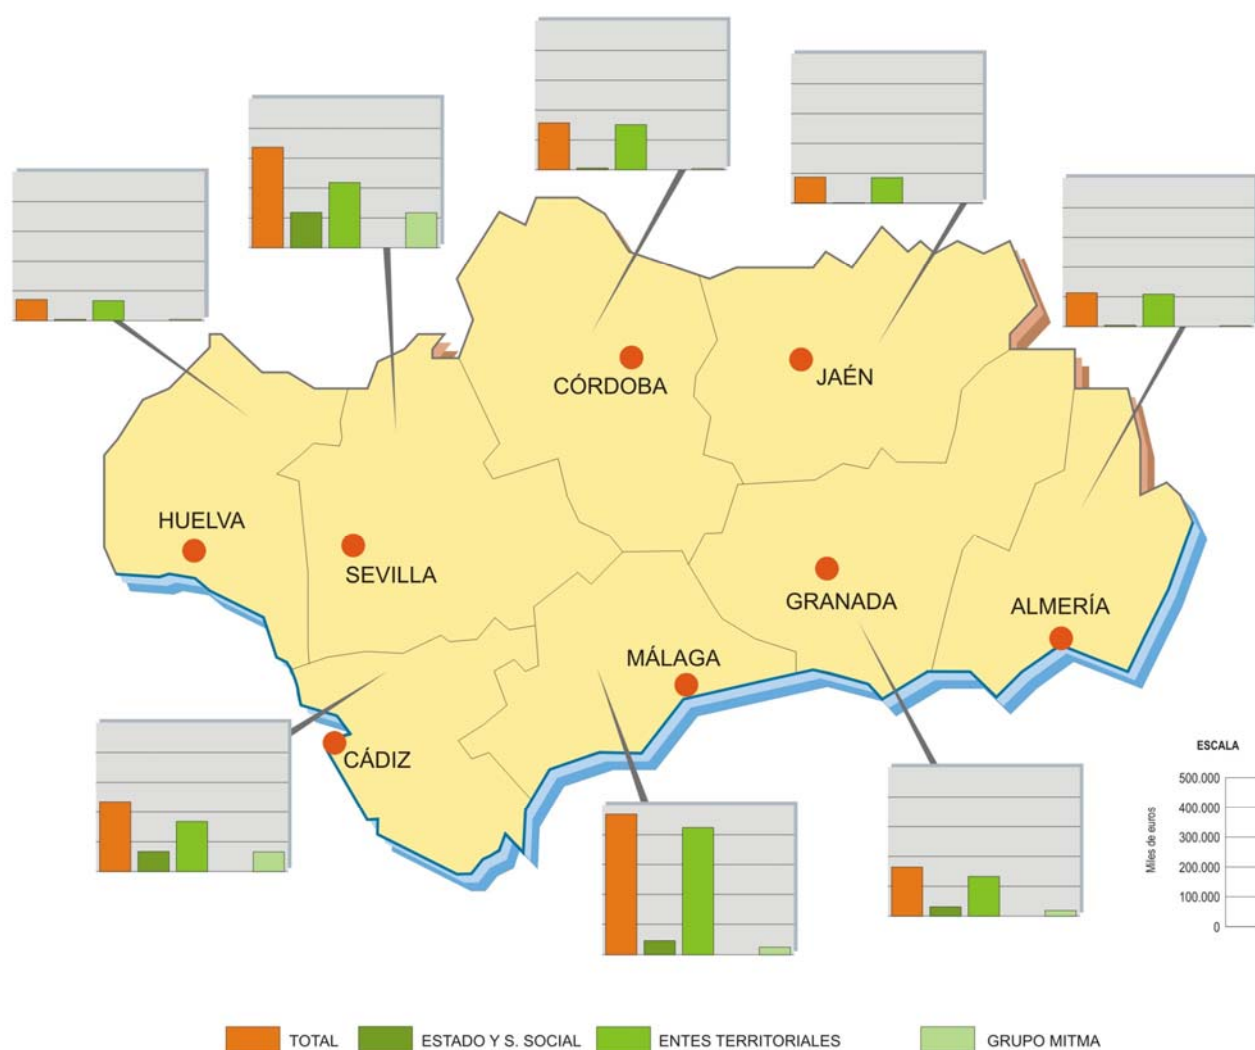 CÓRDOBA
JAÉN
HUELVA
SEVILLA
GRANADA
ALMERÍA
MÁLAGA
CÁDIZ
ESCALA
Miles de euros
500.000
400.000
300.000
200.000
100.000
0
TOTAL
ESTADO Y S. SOCIAL
ENTES TERRITORIALES
GRUPO MITMA